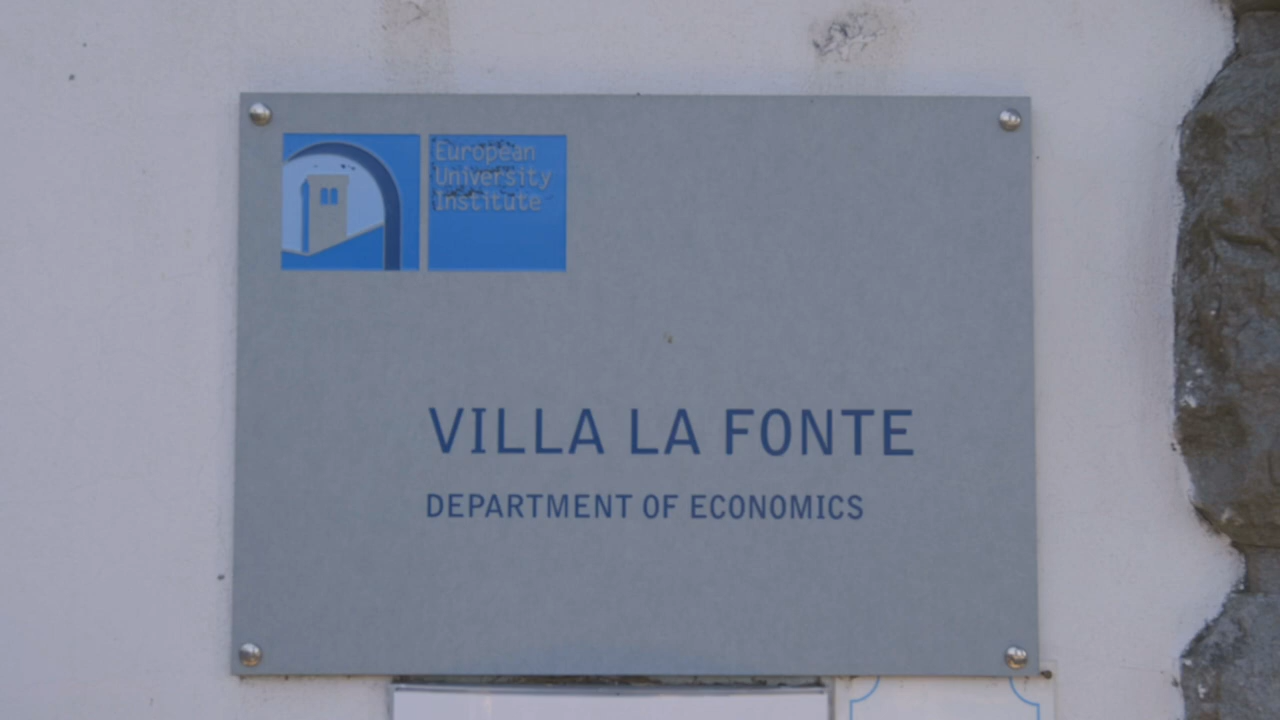 European
University
Institute
VILLA LA FONTE
DEPARTMENT OF ECONOMICS